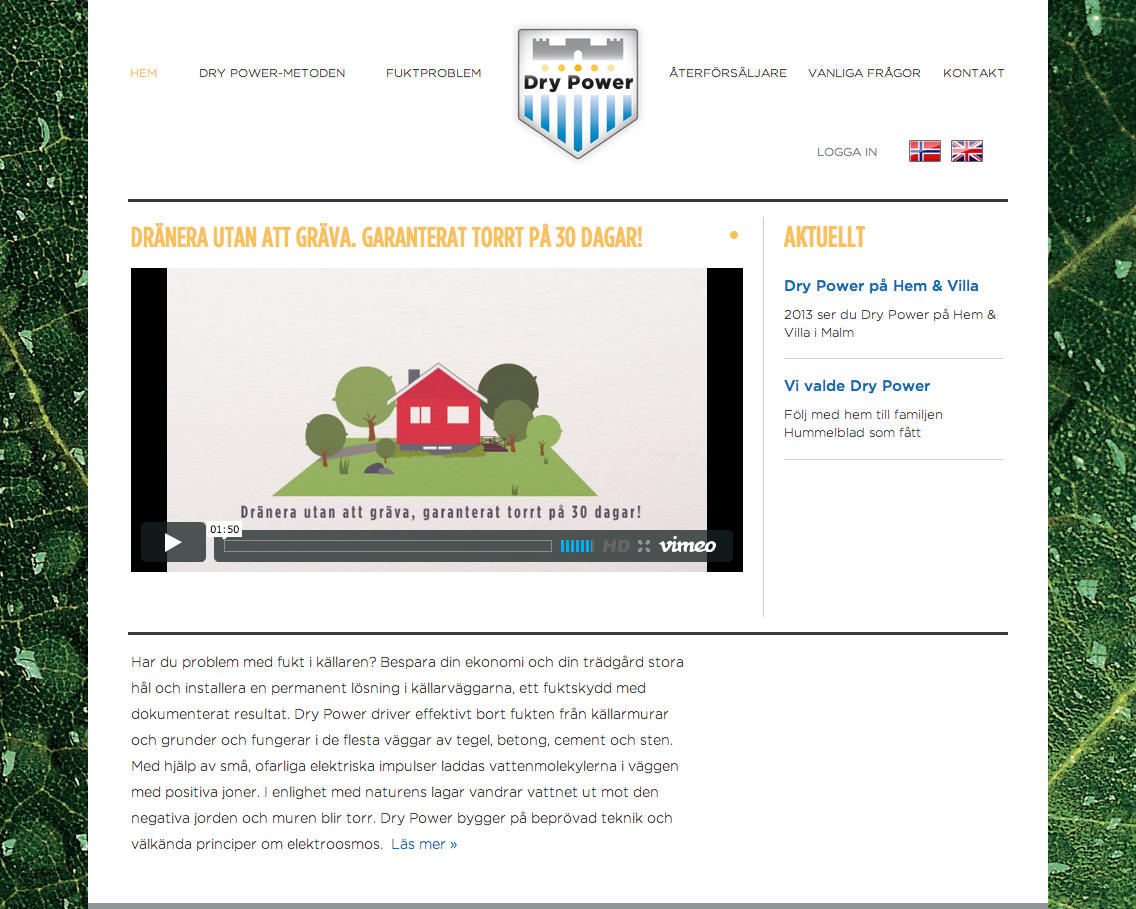 HEM
DRY POWER-METODEN
FUKTPROBLEM
Dry Power
ÅTERFÖRSÄLJARE
VANLIGA FRÅGOR
KONTAKT
LOGGA IN
DRÄNERA UTAN ATT GRÄVA. GARANTERAT TORRT PÅ 30 DAGAR!
Dränera utan att gräva, garanterat torrt på 30 dagar!
01:50
HD
vimeo
AKTUELLT
Dry Power på Hem & Villa
2013 ser du Dry Power på Hem &
Villa i Malm
Vi valde Dry Power
Följ med hem till familjen
Hummelblad som fått
Har du problem med fukt i källaren? Bespara din ekonomi och din trädgård stora
hål och installera en permanent lösning i källarväggarna, ett fuktskydd med
dokumenterat resultat. Dry Power driver effektivt bort fukten från källarmurar
och grunder och fungerar i de flesta väggar av tegel, betong, cement och sten.
Med hjälp av små, ofarliga elektriska impulser laddas vattenmolekylerna i väggen
med positiva joner. I enlighet med naturens lagar vandrar vattnet ut mot den
negativa jorden och muren blir torr. Dry Power bygger på beprövad teknik och
välkända principer om elektroosmos. Läs mer »